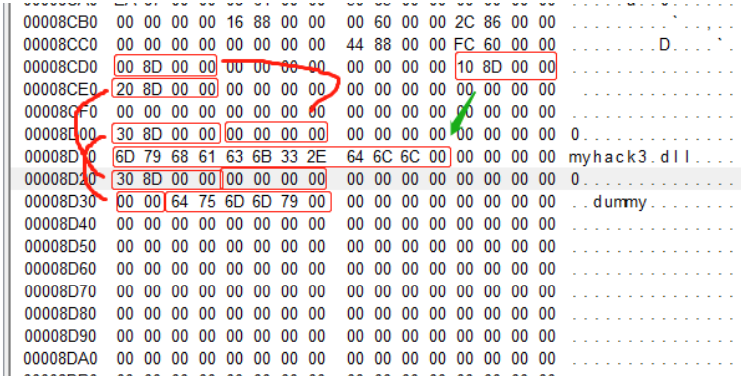 00008CB0 00 00 00 00 16 88 00 00 00 60 00 00 2C 86 00 00 . . . . . . . . . ` . . , . . .
00008CC0 00 00 00 00 00 00 00 00 44 88 00 00 FC 60 00 00 . . . . . . . . D . . . . ` . .
00008CD0 00 8D 00 00 00 00 00 00 00 00 00 00 10 8D 00 00 . . . . . . . . . . . . . . . .
00008CE0 20 8D 00 00 00 00 00 00 00 00 00 00 00 00 00 00 . . . . . . . . . . . . . . .
00008CF0 00 00 00 00 00 00 00 00 00 00 00 00 00 00 00 00 . . . . . . . . . . . . . . . .
00008D00 30 8D 00 00 00 00 00 00 00 00 00 00 00 00 00 00 0. . . . . . . . . . . . . . .
00008D10 6D 79 68 61 63 6B 33 2E 64 6C 6C 00 00 00 00 00 myhack3.dll. . . . .
00008D20 30 8D 00 00 00 00 00 00 00 00 00 00 00 00 00 00 0. . . . . . . . . . . . . . .
00008D30 00 00 64 75 6D 6D 79 00 00 00 00 00 00 00 00 00 . . dummy. . . . . . . . .
00008D40 00 00 00 00 00 00 00 00 00 00 00 00 00 00 00 00 . . . . . . . . . . . . . . . .
00008D50 00 00 00 00 00 00 00 00 00 00 00 00 00 00 00 00 . . . . . . . . . . . . . . . .
00008D60 00 00 00 00 00 00 00 00 00 00 00 00 00 00 00 00 . . . . . . . . . . . . . . . .
00008D70 00 00 00 00 00 00 00 00 00 00 00 00 00 00 00 00 . . . . . . . . . . . . . . . .
00008D80 00 00 00 00 00 00 00 00 00 00 00 00 00 00 00 00 . . . . . . . . . . . . . . . .
00008D90 00 00 00 00 00 00 00 00 00 00 00 00 00 00 00 00 . . . . . . . . . . . . . . . .
00008DA0 00 00 00 00 00 00 00 00 00 00 00 00 00 00 00 00 . . . . . . . . . . . . . . . .